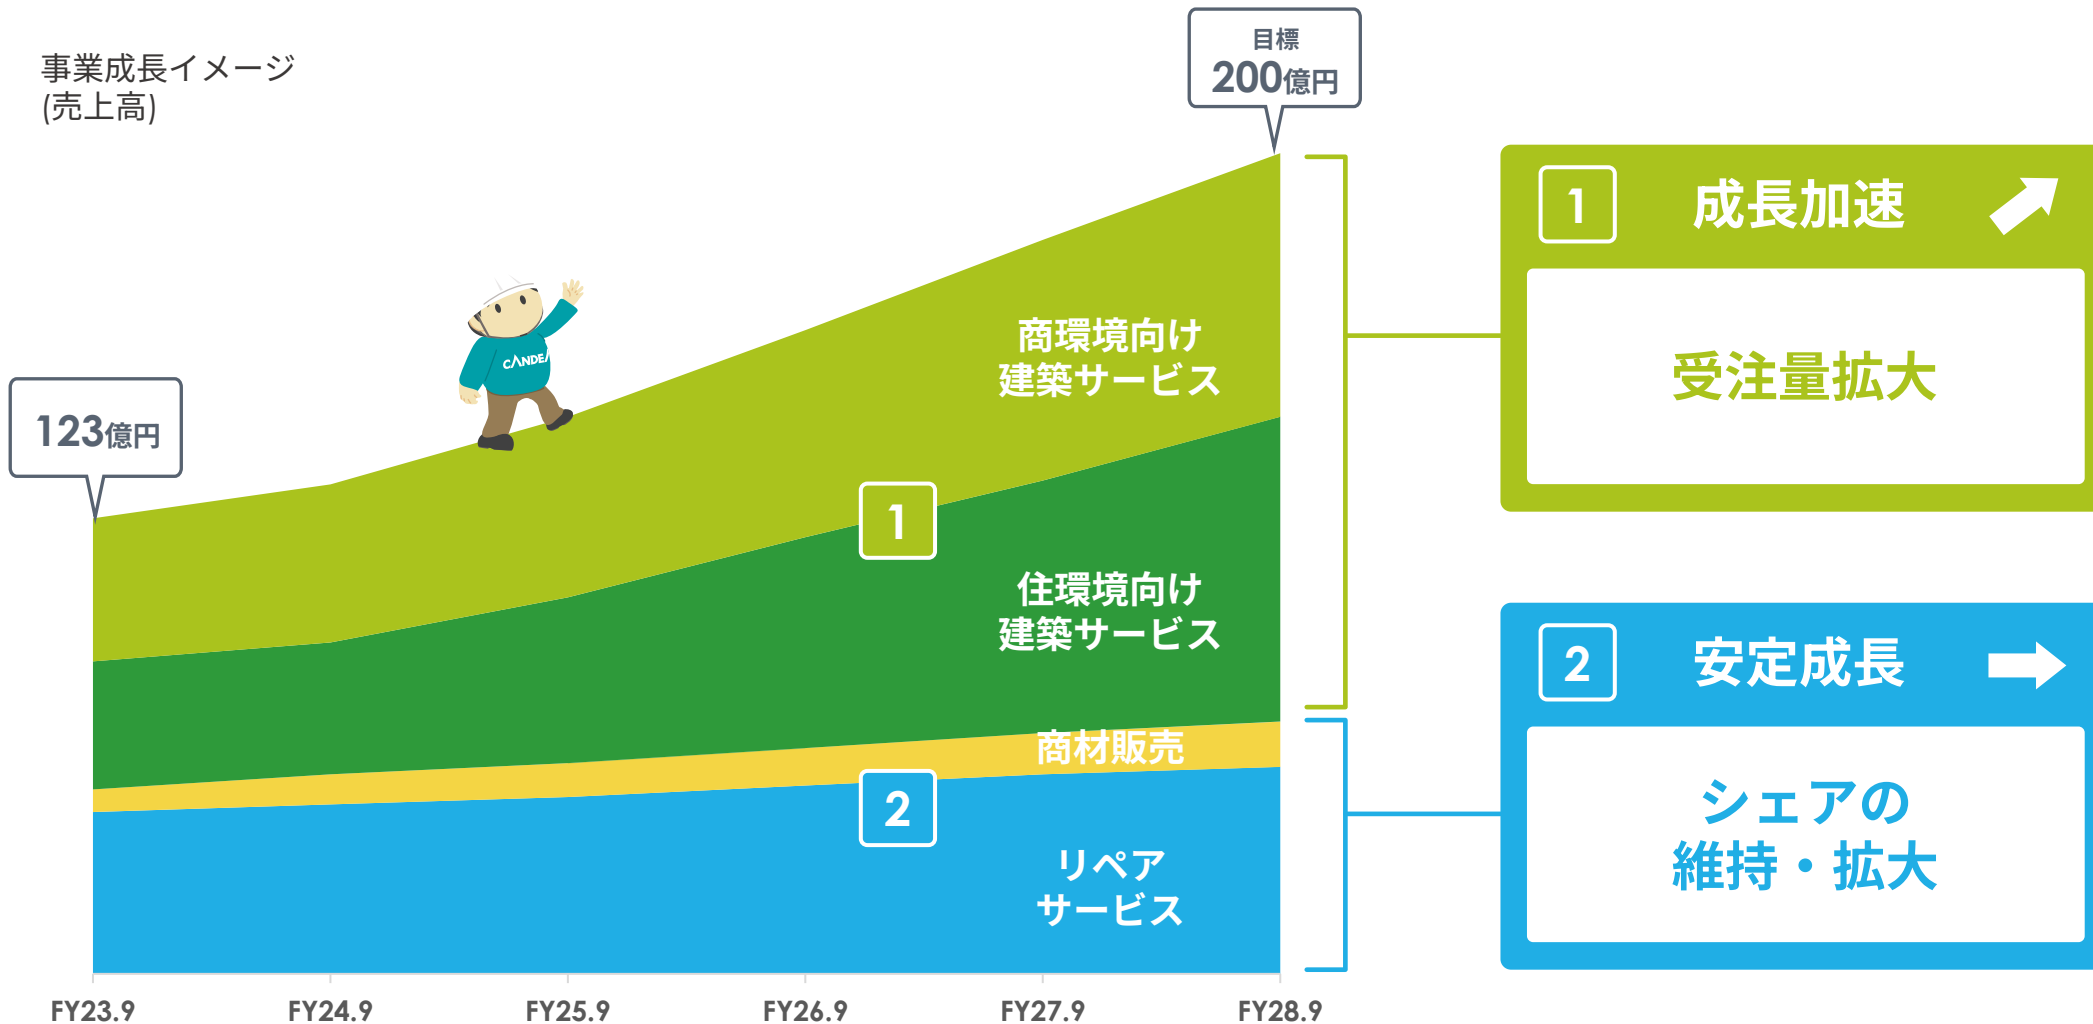 事業成長イメージ
(売上高)
目標
200億円
123億円
CANDE
商環境向け
建築サービス
1
住環境向け
建築サービス
商材販売
2
リペア
サービス
FY23.9
FY24.9
FY25.9
FY26.9
FY27.9
FY28.9
1
成長加速
受注量拡大
2
安定成長
シェアの
維持・拡大